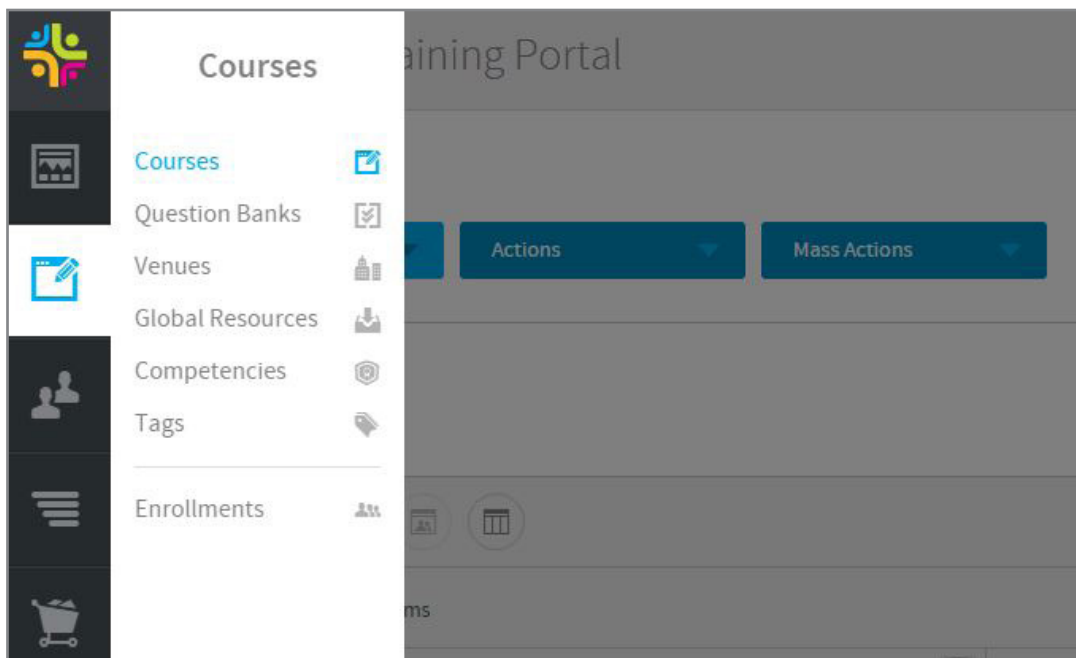 Courses
aining Portal
Courses
Question Banks
Venues
Global Resources
Competencies
Tags
Enrollments
Actions
Mass Actions
ms